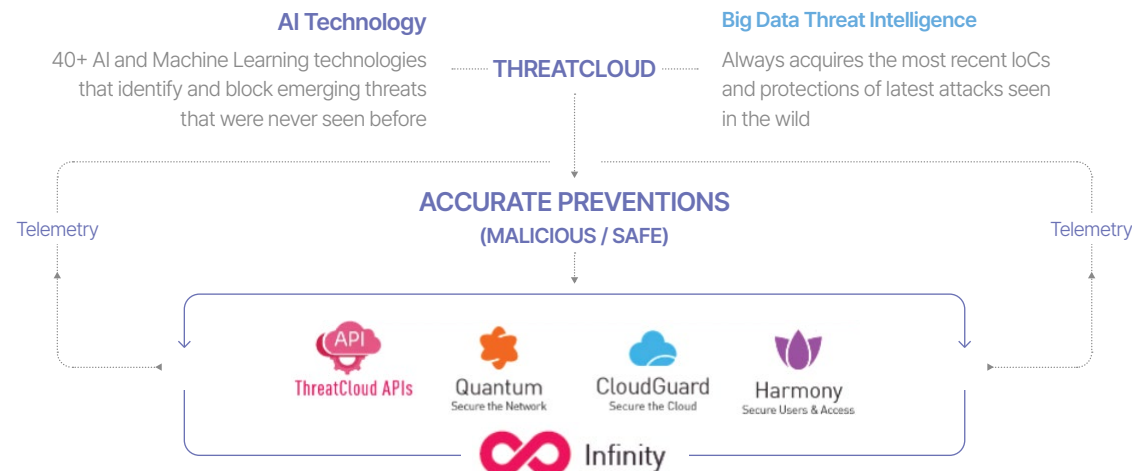 AI Technology
40+ AI and Machine Learning technologies
that identify and block emerging threats
that were never seen before
THREATCLOUD
Big Data Threat Intelligence
Always acquires the most recent IoCs
and protections of latest attacks seen
in the wild
Telemetry
ACCURATE PREVENTIONS
(MALICIOUS / SAFE)
Telemetry
API
ThreatCloud APIs
Quantum
Secure the Network
CloudGuard
Secure the Cloud
Harmony
Secure Users & Access
Infinity